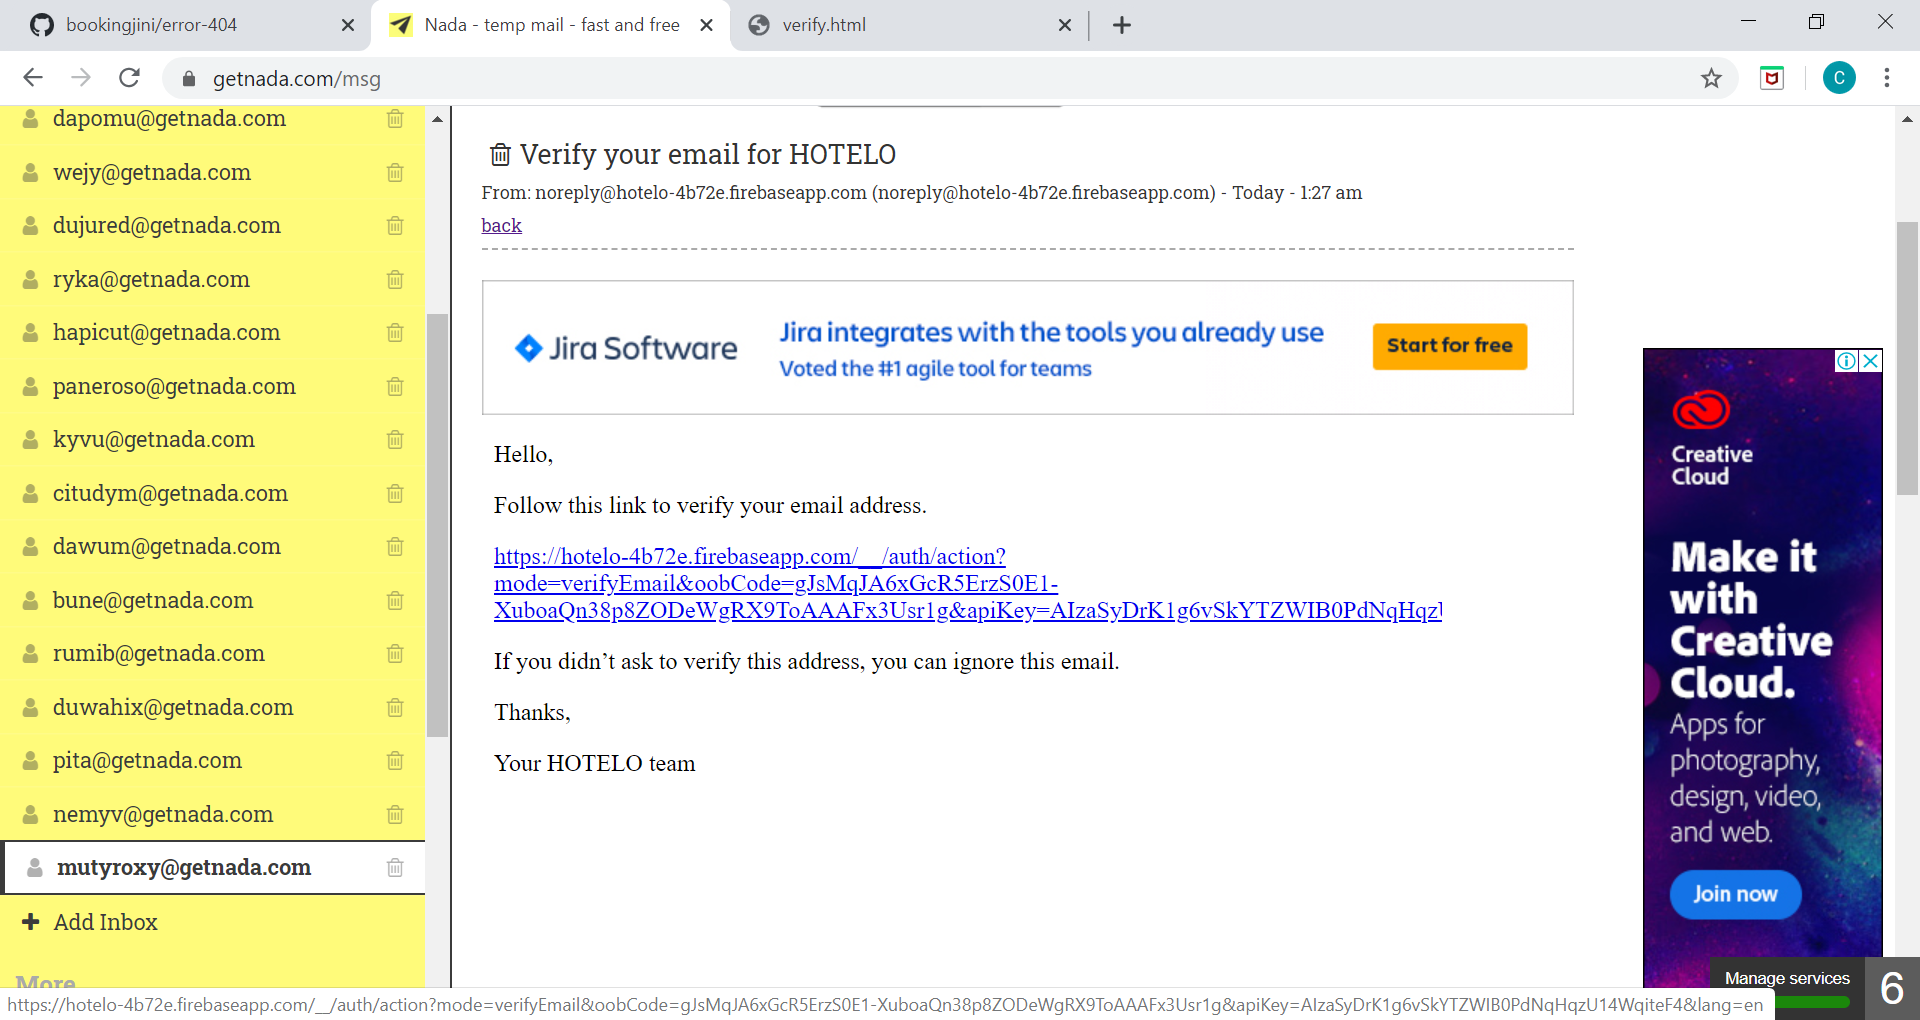 bookingjini/error-404
Nada - temp mail - fast and free
verify.html
getnada.com/msg
C
dapomu@getnada.com
wejy@getnada.com
dujured@getnada.com
ryka@getnada.com
hapicut@getnada.com
paneroso@getnada.com
kyvu@getnada.com
citudym@getnada.com
dawum@getnada.com
bune@getnada.com
rumib@getnada.com
duwahix@getnada.com
pita@getnada.com
nemyv@getnada.com
mutyroxy@getnada.com
Add Inbox
More
Verify your email for HOTELO
From: noreply@hotelo-4b72e.firebaseapp.com (noreply@hotelo-4b72e.firebaseapp.com) - Today - 1:27 am
back
Jira Software
Jira integrates with the tools you already use
Voted the #1 agile tool for teams
Start for free
Hello,
Follow this link to verify your email address.
https://hotelo-4b72e.firebaseapp.com/__/auth/action?
mode=verifyEmail&oobCode=gJsMqJA6xGcR5ErzS0E1-
XuboaQn38p8ZODeWgRX9ToAAAFx3Usr1g&apiKey=AIzaSyDrK1g6vSkYTZWIB0PdNqHqzU
If you didn't ask to verify this address, you can ignore this email.
Thanks,
Your HOTELO team
Creative
Cloud
Make it
with
Creative
Cloud.
Apps for
photography,
design, video,
and web.
Join now
Manage services
6
https://hotelo-4b72e.firebaseapp.com/__/auth/action?mode=verifyEmail&oobCode=gJsMqJA6xGcR5ErzS0E1-XuboaQn38p8ZODeWgRX9ToAAAFx3Usr1g&apiKey=AIzaSyDrK1g6vSkYTZWIB0PdNqHqzU14WqiteF4&lang=en